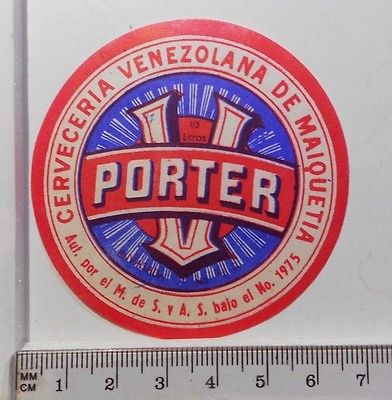 CERVECERIA VENEZOLANA DE MAIQUETIA
V
1/3
Litros
PORTER
Aut. por el M. de S. y A. S. bajo el No. 1975
MM
CM 1 2 3 4 5 6 7